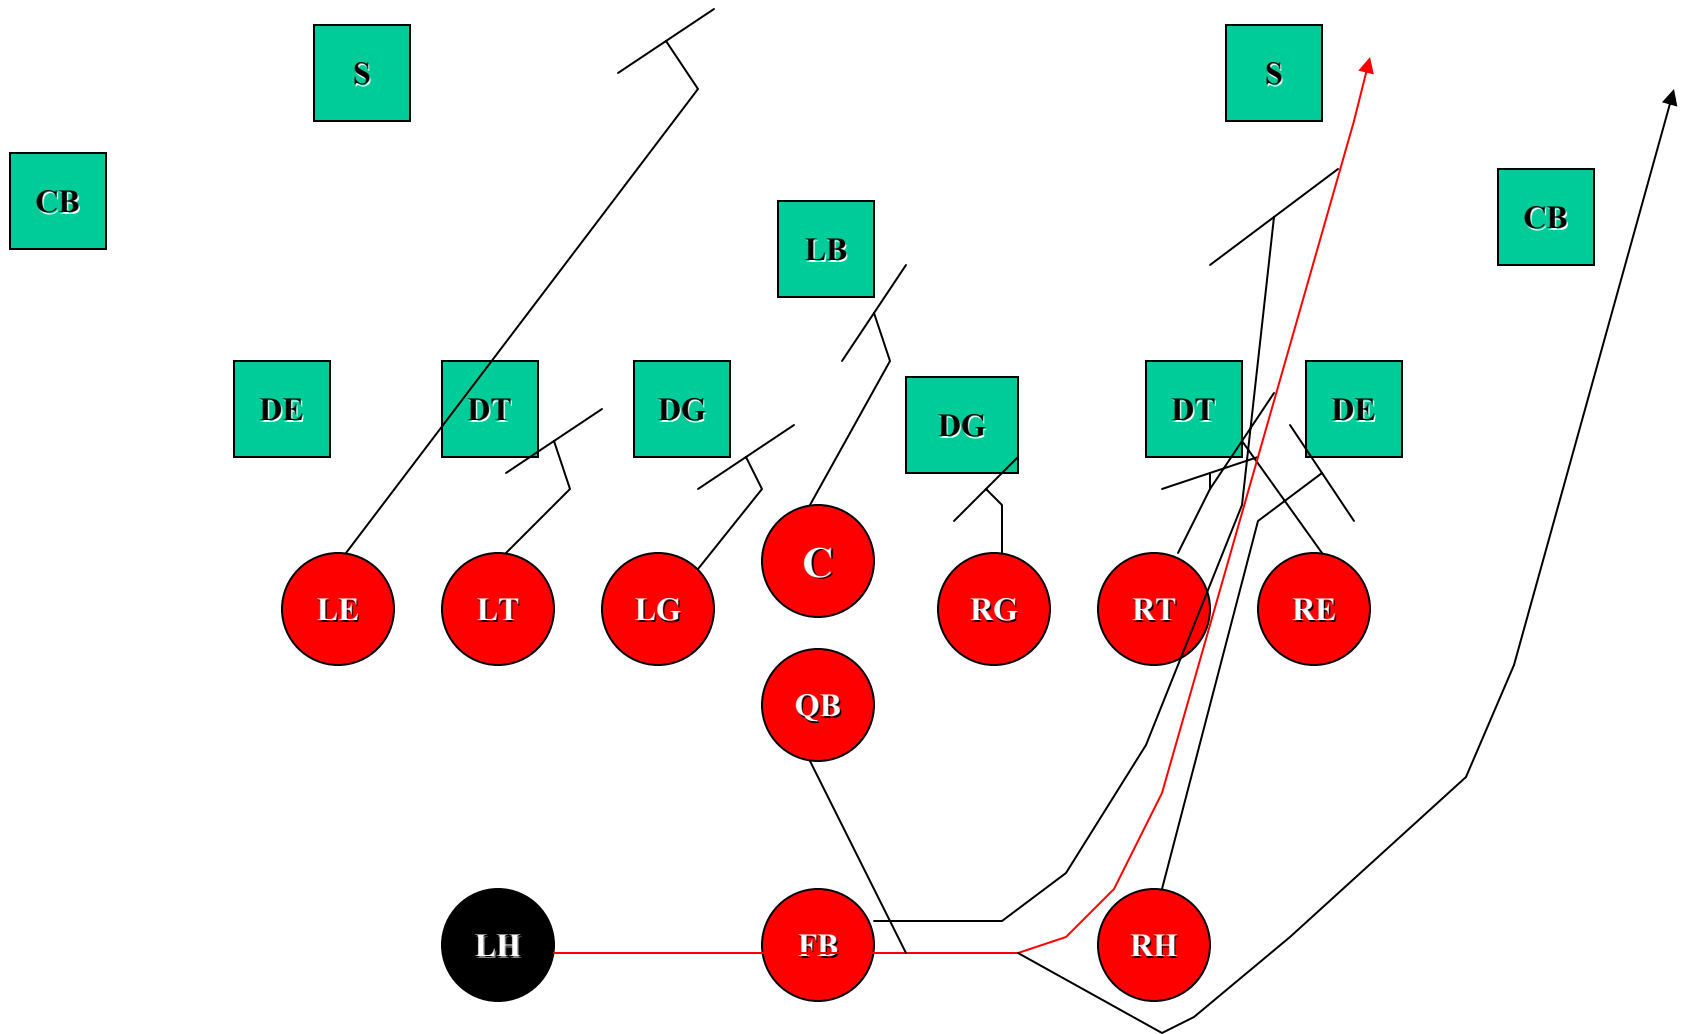 S
S
CB
CB
LB
DE
DT
DG
DG
DT
DE
C
LE
LT
LG
RG
RT
RE
QB
LH
FB
RH